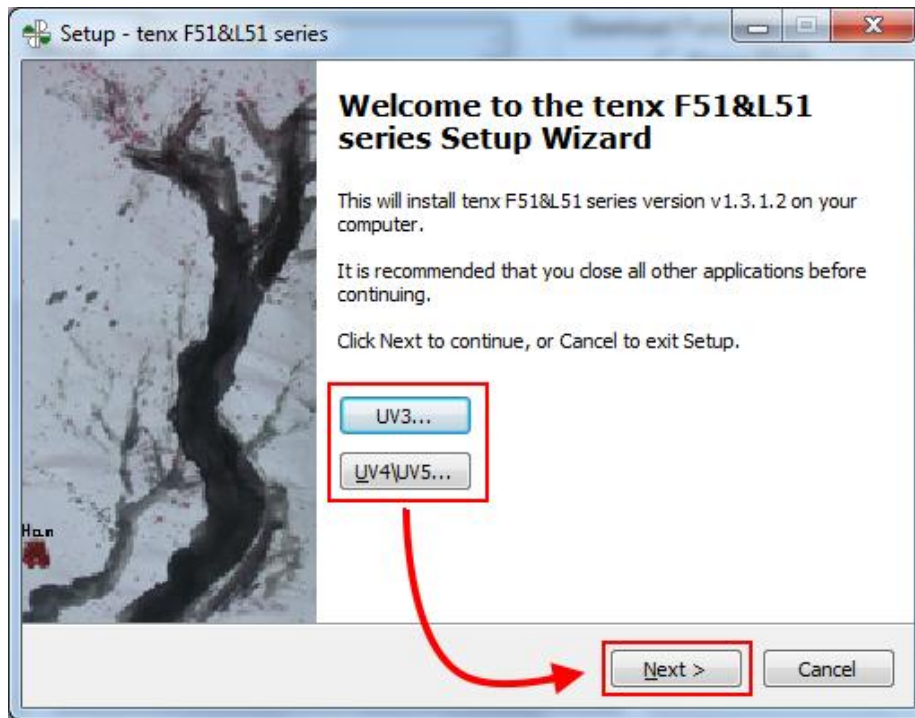 Setup - tenx F51&L51 series
Welcome to the tenx F51&L51
series Setup Wizard
This will install tenx F51&L51 series version v1.3.1.2 on your
computer.
It is recommended that you close all other applications before
continuing.
Click Next to continue, or Cancel to exit Setup.
UV3...
UV4\UV5...
Han
Next >
Cancel